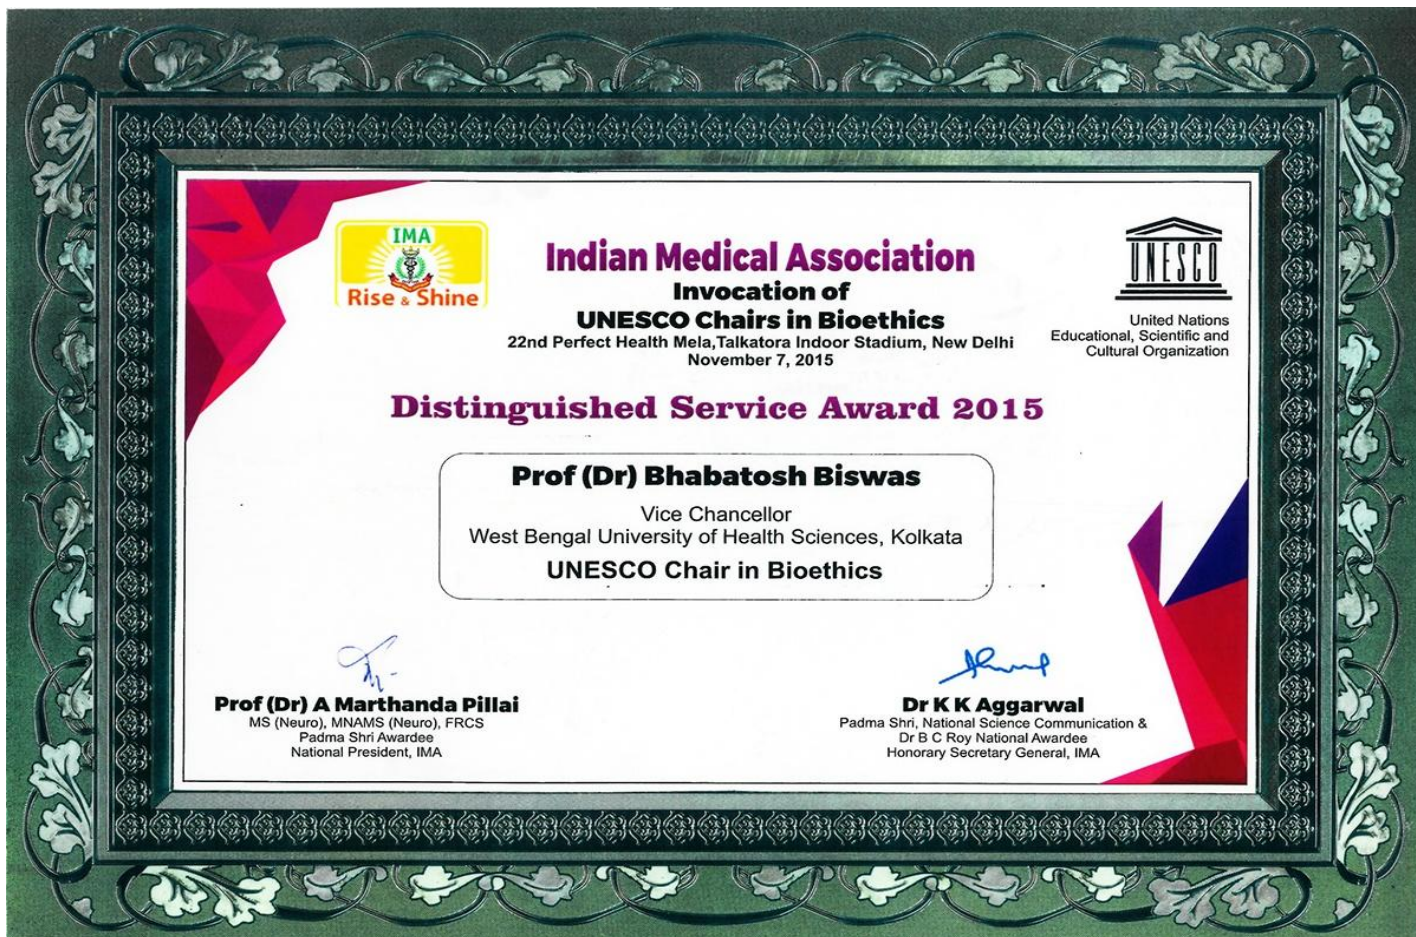 IMA
Rise & Shine
Indian Medical Association
Invocation of
UNESCO Chairs in Bioethics
22nd Perfect Health Mela,Talkatora Indoor Stadium, New Delhi
November 7, 2015
UNESCO
United Nations
Educational, Scientific and
Cultural Organization
Distinguished Service Award 2015
Prof (Dr) Bhabatosh Biswas
Vice Chancellor
West Bengal University of Health Sciences, Kolkata
UNESCO Chair in Bioethics
Prof (Dr) A Marthanda Pillai
MS (Neuro), MNAMS (Neuro), FRCS
Padma Shri Awardee
National President, IMA
Dr K K Aggarwal
Padma Shri, National Science Communication &
Dr B C Roy National Awardee
Honorary Secretary General, IMA